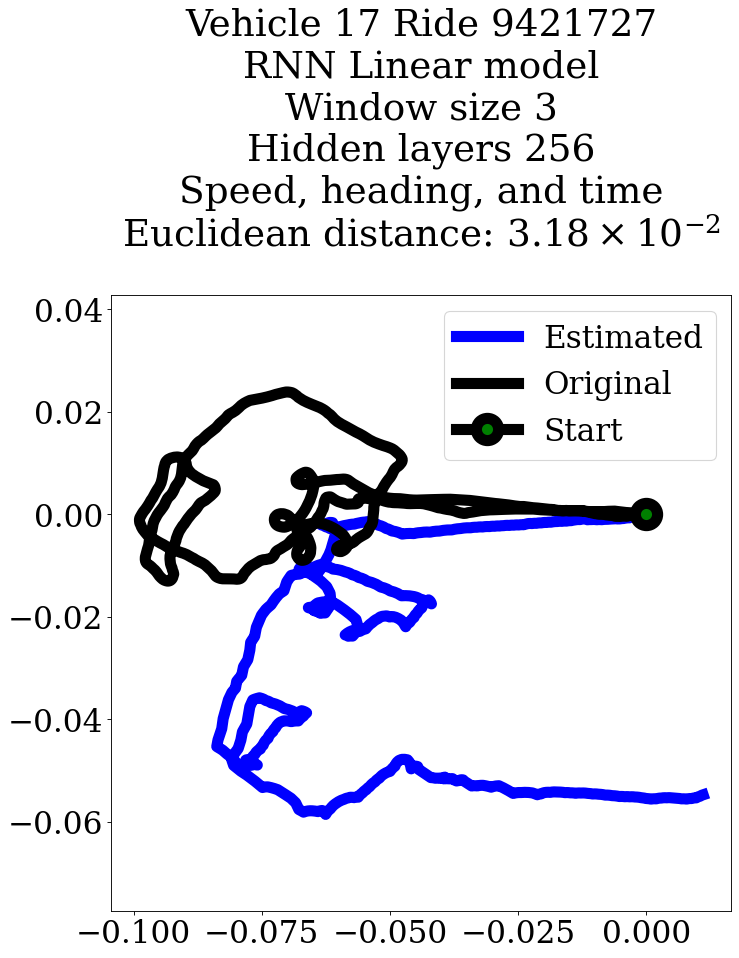 Vehicle 17 Ride 9421727
RNN Linear model
Window size 3
Hidden layers 256
Speed, heading, and time
Euclidean distance: 3.18 × 10⁻²
0.04
0.02
0.00
−0.02
−0.04
−0.06
Estimated
Original
Start
−0.100 −0.075 −0.050 −0.025 0.000